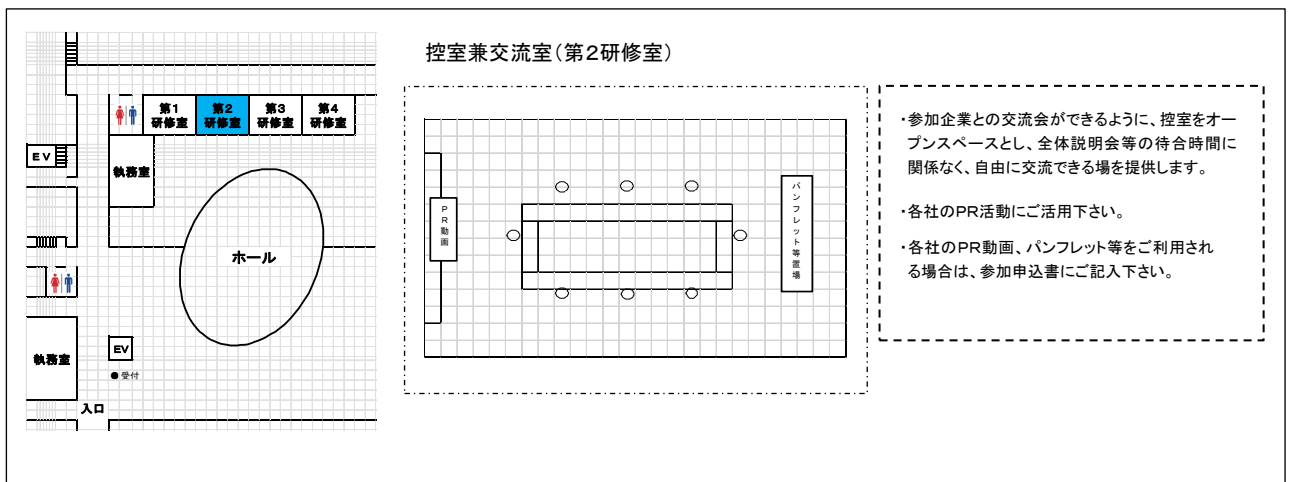 控室兼交流室（第２研修室）
第１
研修室
第２
研修室
第３
研修室
第４
研修室
ＥＶ
執務室
ホール
執務室
EV
●受付
入口
ＰＲ動画
パンフレット等置場
・参加企業との交流会ができるように、控室をオー
プンスペースとし、全体説明会等の待合時間に
関係なく、自由に交流できる場を提供します。
・各社のＰＲ活動にご活用下さい。
・各社のＰＲ動画、パンフレット等をご利用され
る場合は、参加申込書にご記入下さい。